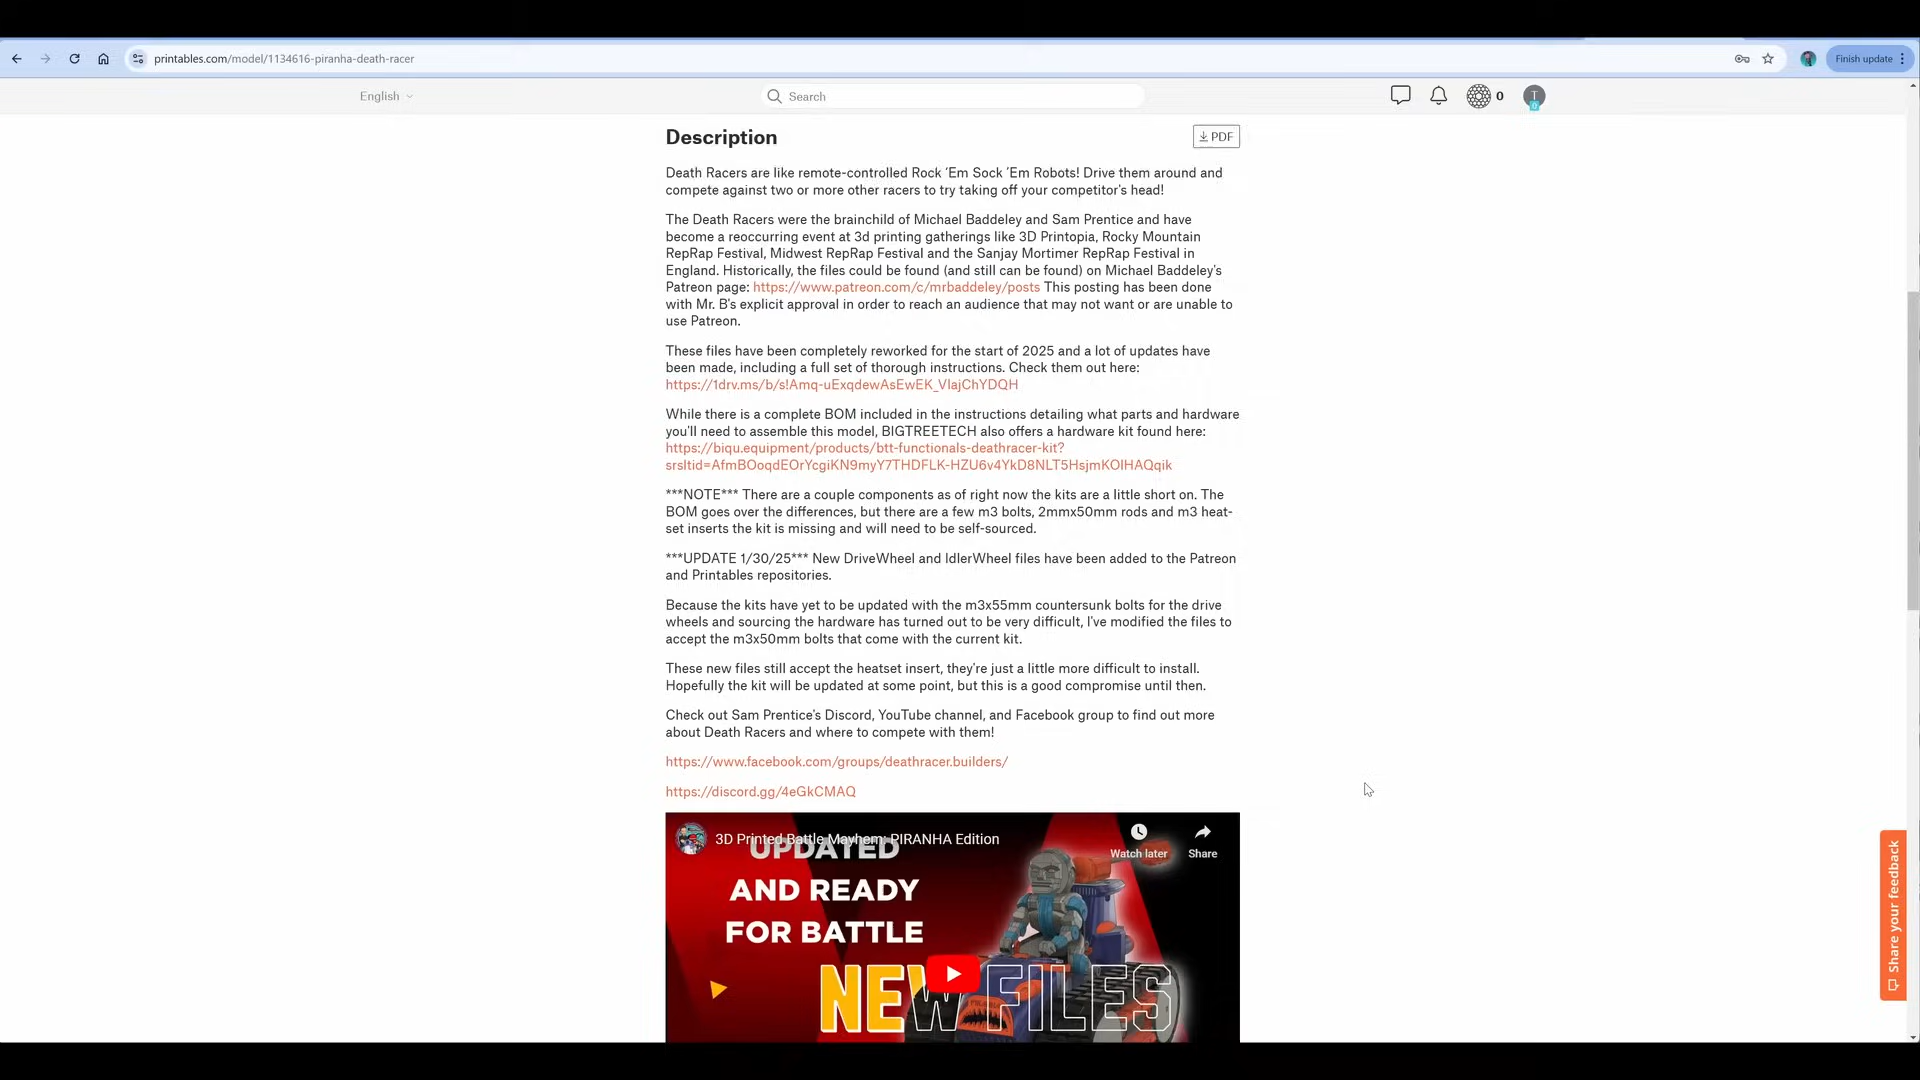 printables.com/model/1134616-piranha-death-racer
Finish update
English
Search
0
T
0
Description
PDF
Death Racers are like remote-controlled Rock ‘Em Sock ‘Em Robots! Drive them around and
compete against two or more other racers to try taking off your competitor's head!
The Death Racers were the brainchild of Michael Baddeley and Sam Prentice and have
become a reoccurring event at 3d printing gatherings like 3D Printopia, Rocky Mountain
RepRap Festival, Midwest RepRap Festival and the Sanjay Mortimer RepRap Festival in
England. Historically, the files could be found (and still can be found) on Michael Baddeley's
Patreon page: https://www.patreon.com/c/mrbaddeley/posts This posting has been done
with Mr. B's explicit approval in order to reach an audience that may not want or are unable to
use Patreon.
These files have been completely reworked for the start of 2025 and a lot of updates have
been made, including a full set of thorough instructions. Check them out here:
https://1drv.ms/b/s!Amq-uExqdewAsEwEK_VlajChYDQH
While there is a complete BOM included in the instructions detailing what parts and hardware
you'll need to assemble this model, BIGTREETECH also offers a hardware kit found here:
https://biqu.equipment/products/btt-functionals-deathracer-kit?
srsltid=AfmBOoqdEOrYcgiKN9myY7THDFLK-HZU6v4YkD8NLT5HsjmKOIHAQqik
***NOTE*** There are a couple components as of right now the kits are a little short on. The
BOM goes over the differences, but there are a few m3 bolts, 2mmx50mm rods and m3 heat-
set inserts the kit is missing and will need to be self-sourced.
***UPDATE 1/30/25*** New DriveWheel and IdlerWheel files have been added to the Patreon
and Printables repositories.
Because the kits have yet to be updated with the m3x55mm countersunk bolts for the drive
wheels and sourcing the hardware has turned out to be very difficult, I've modified the files to
accept the m3x50mm bolts that come with the current kit.
These new files still accept the heatset insert, they're just a little more difficult to install.
Hopefully the kit will be updated at some point, but this is a good compromise until then.
Check out Sam Prentice's Discord, YouTube channel, and Facebook group to find out more
about Death Racers and where to compete with them!
https://www.facebook.com/groups/deathracer.builders/
https://discord.gg/4eGkCMAQ
3D Printed Battle Mayhem: PIRANHA Edition
Watch later
Share
UPDATED
AND READY
FOR BATTLE
NEW FILES
Share your feedback